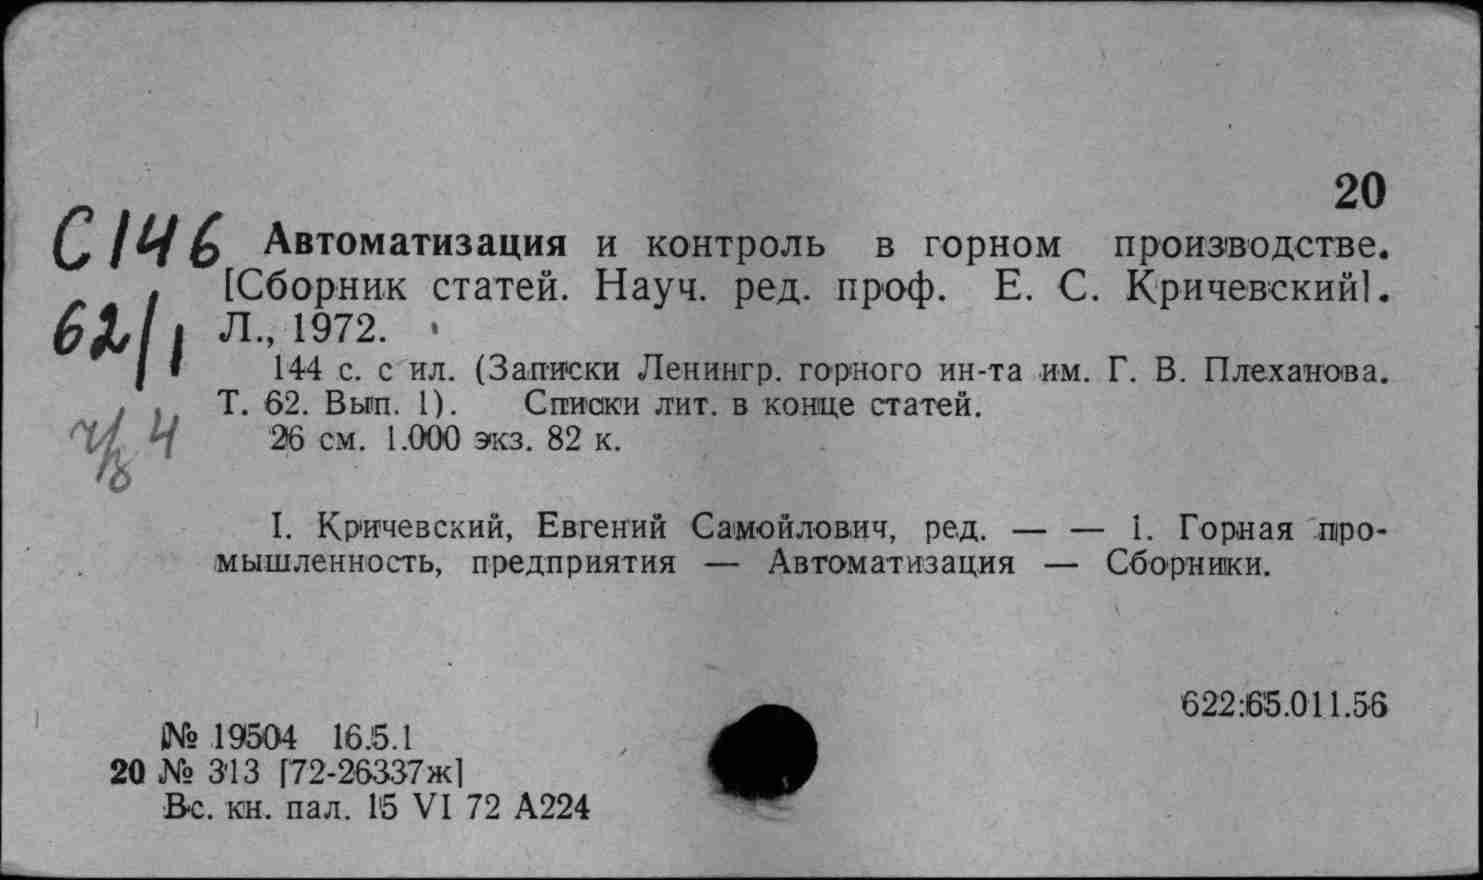 20
С146 Автоматизация и контроль в горном производстве.
[Сборник статей. Науч. ред. проф. Е. С. Кричевский].
62/1 Л., 1972.
144 с. с ил. (Записки Ленингр. горного ин-та им. Г. В. Плеханова.
Т. 62. Вып. 1). Списки лит. в конце статей.
26 см. 1.000 экз. 82 к.
I. Кричевский, Евгений Самойлович, ред. — — 1. Горная про-
мышленность, предприятия — Автоматизация — Сборники.
622:65.011.56
№ 19504 16.5.1
20 № 313 [72-26337ж]
Вс. кн. пал. 15 VI 72 А224